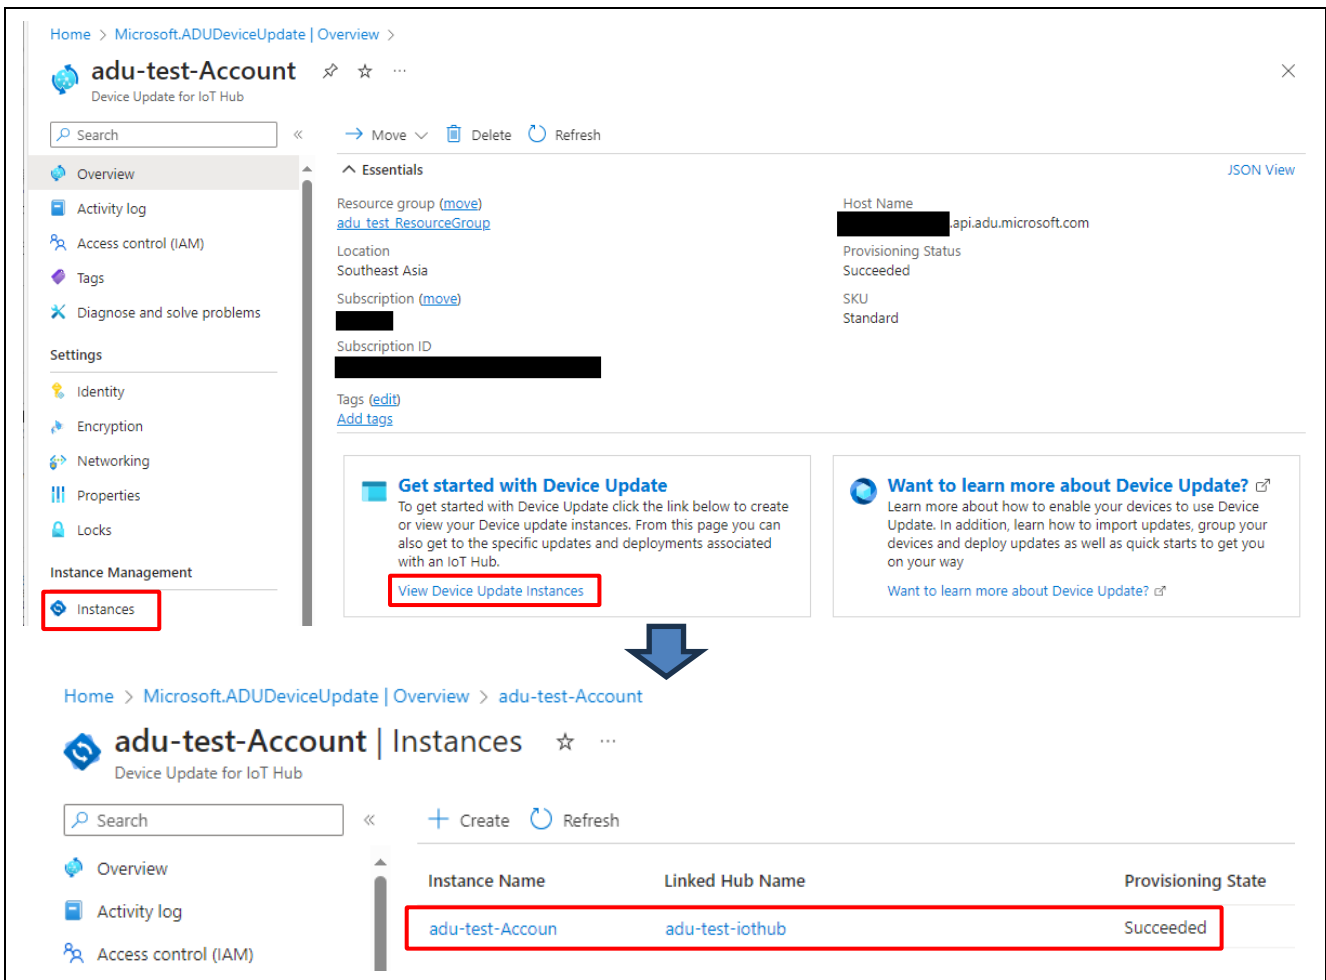 Home > Microsoft.ADUDeviceUpdate | Overview >
adu-test-Account
Device Update for IoT Hub
Search
Move
Delete
Refresh
Overview
Activity log
Access control (IAM)
Tags
Diagnose and solve problems
Settings
Identity
Encryption
Networking
Properties
Locks
Instance Management
Instances
Essentials
JSON View
Resource group (move)
adu_test_ResourceGroup
Location
Southeast Asia
Subscription (move)
Subscription ID
Tags (edit)
Add tags
Host Name
.api.adu.microsoft.com
Provisioning Status
Succeeded
SKU
Standard
Get started with Device Update
To get started with Device Update click the link below to create
or view your Device update instances. From this page you can
also get to the specific updates and deployments associated
with an IoT Hub.
View Device Update Instances
Want to learn more about Device Update?
Learn more about how to enable your devices to use Device
Update. In addition, learn how to import updates, group your
devices and deploy updates as well as quick starts to get you
on your way
Want to learn more about Device Update?
Home > Microsoft.ADUDeviceUpdate | Overview > adu-test-Account
adu-test-Account | Instances
Device Update for IoT Hub
Search
Create
Refresh
Overview
Activity log
Access control (IAM)
Instance Name
Linked Hub Name
Provisioning State
adu-test-Accoun
adu-test-iothub
Succeeded